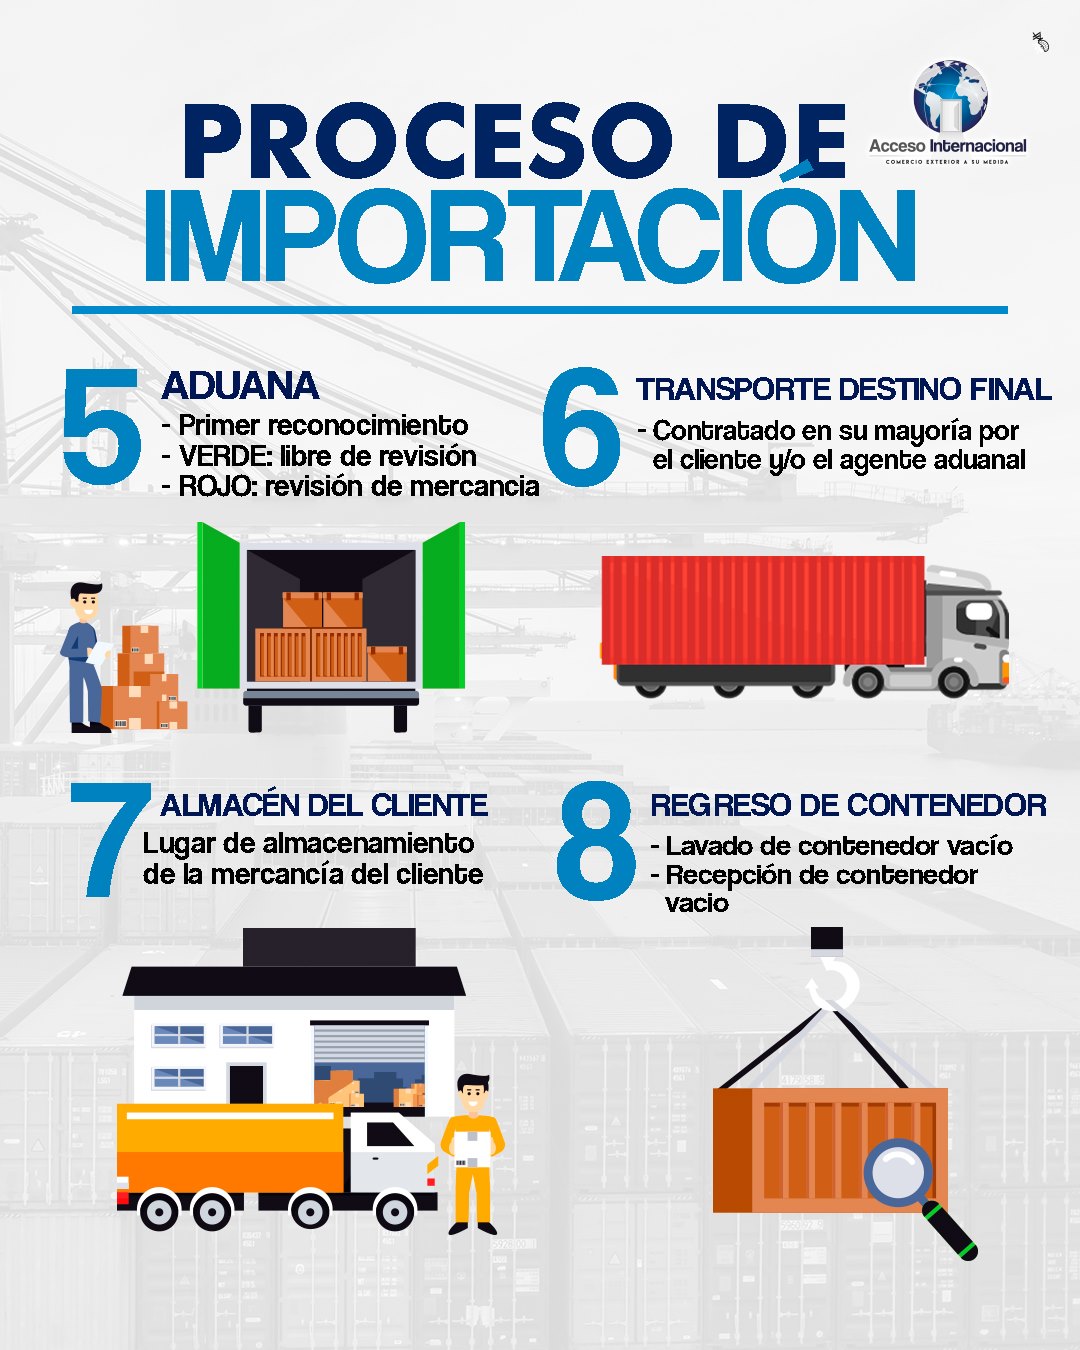 PROCESO DE
IMPORTACIÓN
Acceso Internacional
COMERCIO EXTERIOR A SU MEDIDA
5
ADUANA
- Primer reconocimiento
- VERDE: libre de revisión
- ROJO: revisión de mercancia
6
TRANSPORTE DESTINO FINAL
- Contratado en su mayoría por
el cliente y/o el agente aduanal
7
ALMACÉN DEL CLIENTE
Lugar de almacenamiento
de la mercancía del cliente
8
REGRESO DE CONTENEDOR
- Lavado de contenedor vacío
- Recepción de contenedor
vacio